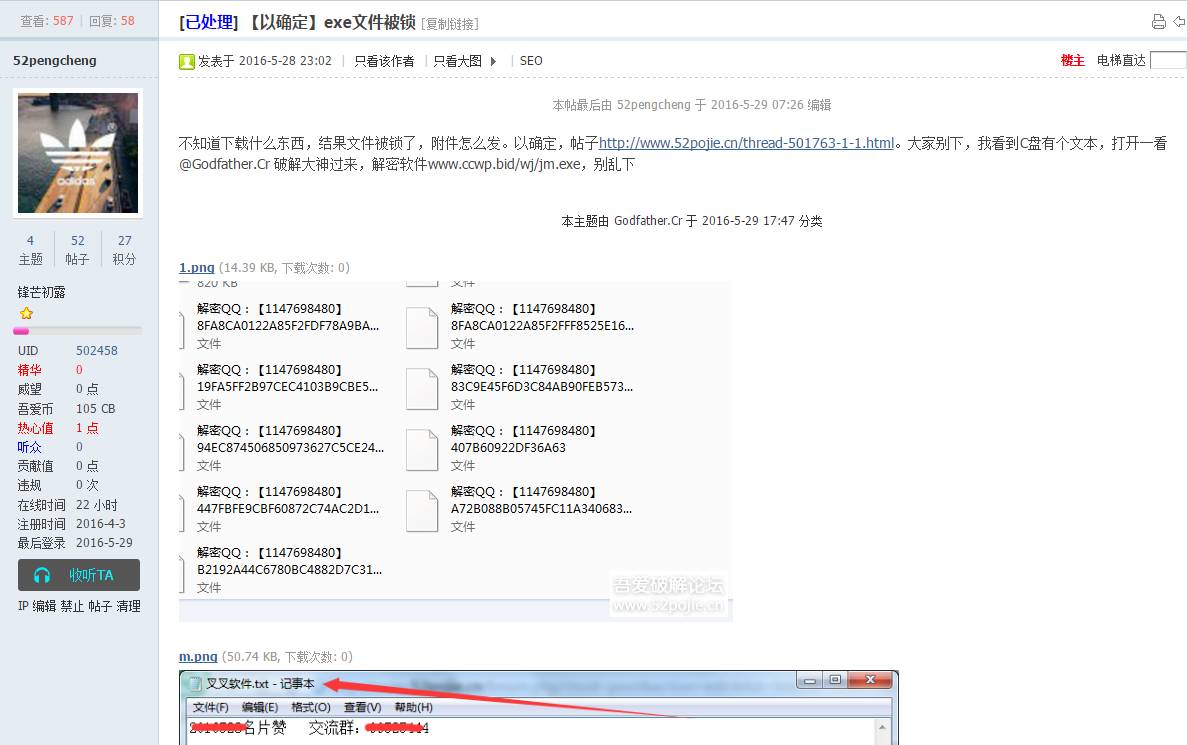 查看: 587 | 回复: 58
[已处理] 【以确定】exe文件被锁 [复制链接]
52pengcheng
发表于 2016-5-28 23:02 | 只看该作者 | 只看大图 | SEO
楼主 电梯直达
adidas
本帖最后由 52pengcheng 于 2016-5-29 07:26 编辑
不知道下载什么东西，结果文件被锁了，附件怎么发。以确定，帖子http://www.52pojie.cn/thread-501763-1-1.html。大家别下，我看到C盘有个文本，打开一看
@Godfather.Cr 破解大神过来，解密软件www.ccwp.bid/wj/jm.exe，别乱下
本主题由 Godfather.Cr 于 2016-5-29 17:47 分类
4 52 27
主题 帖子 积分
锋芒初露
UID 502458
精华 0
威望 0 点
吾爱币 105 CB
热心值 1 点
听众 0
贡献值 0 点
违规 0 次
在线时间 22 小时
注册时间 2016-4-3
最后登录 2016-5-29
收听TA
IP 编辑 禁止 帖子 清理
1.png (14.39 KB, 下载次数: 0)
820 KB 文件
解密QQ：【1147698480】 解密QQ：【1147698480】
8FA8CA0122A85F2FDF78A9BA... 8FA8CA0122A85F2FFF8525E16...
文件 文件
解密QQ：【1147698480】 解密QQ：【1147698480】
19FA5FF2B97CEC4103B9CBE5... 83C9E45F6D3C84AB90FEB573...
文件 文件
解密QQ：【1147698480】 解密QQ：【1147698480】
94EC874506850973627C5CE24... 407B60922DF36A63
文件 文件
解密QQ：【1147698480】 解密QQ：【1147698480】
447FBFE9CBF60872C74AC2D1... A72B088B05745FC11A340683...
文件 文件
解密QQ：【1147698480】
B2192A44C6780BC4882D7C31...
文件
吾爱破解论坛
www.52pojie.cn
m.png (50.74 KB, 下载次数: 0)
叉叉软件.txt - 记事本
文件(F) 编辑(E) 格式(O) 查看(V) 帮助(H)
名片赞 交流群：